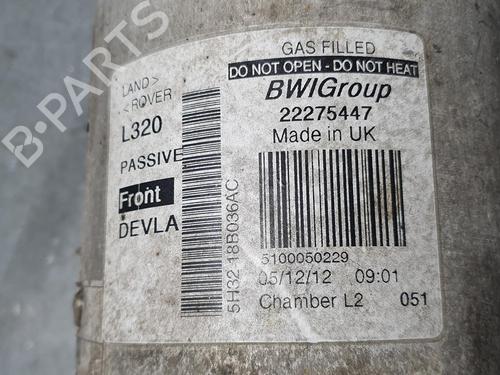 B-PARTS
GAS FILLED
DO NOT OPEN - DO NOT HEAT
LAND >
< ROVER
L320
PASSIVE
Front
DEVLA
5H32 18B036AC
BWIGroup
22275447
Made in UK
5100050229
05/12/12 09:01
Chamber L2 051